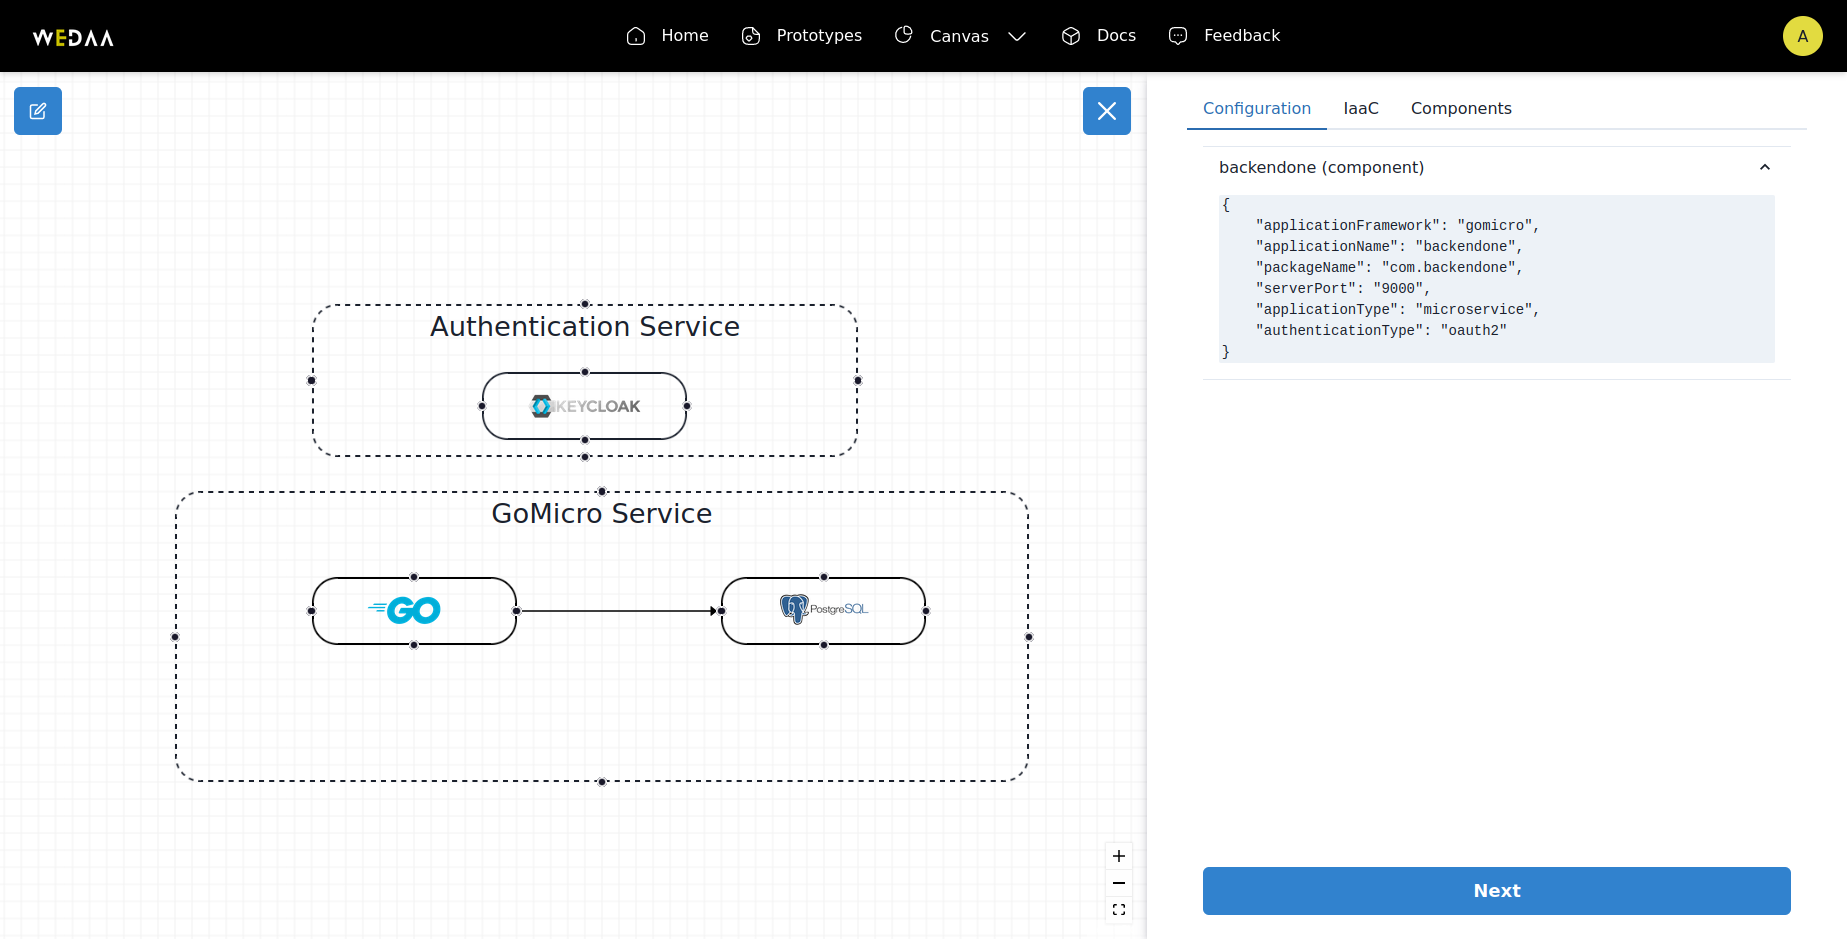 WEDAA
Home
Prototypes
Canvas
Docs
Feedback
A
Configuration
IaaC
Components
backendone (component)
{
    "applicationFramework": "gomicro",
    "applicationName": "backendone",
    "packageName": "com.backendone",
    "serverPort": "9000",
    "applicationType": "microservice",
    "authenticationType": "oauth2"
}
Authentication Service
KEYCLOAK
GoMicro Service
GO
PostgreSQL
Next